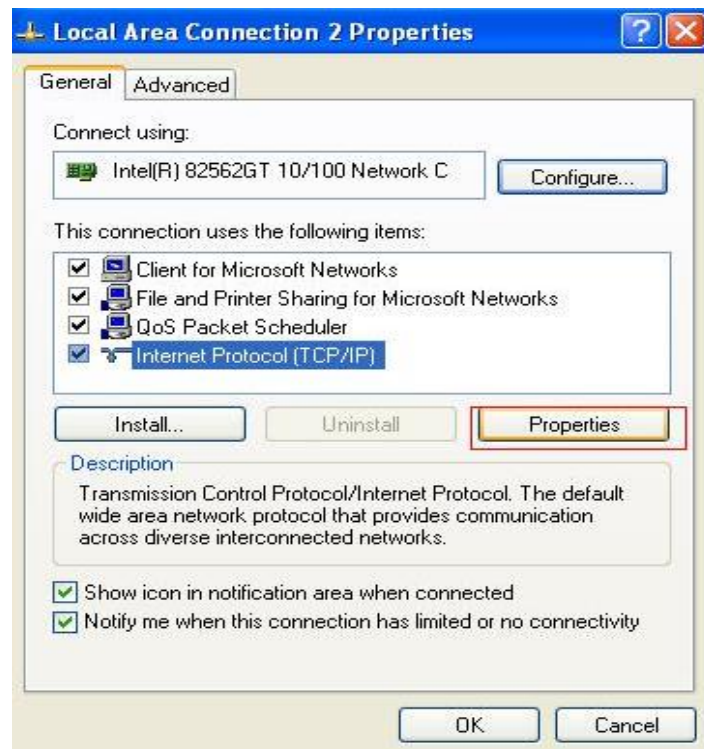 Local Area Connection 2 Properties
General Advanced
Connect using:
Intel(R) 82562GT 10/100 Network C
Configure...
This connection uses the following items:
Client for Microsoft Networks
File and Printer Sharing for Microsoft Networks
QoS Packet Scheduler
Internet Protocol (TCP/IP)
Install... Uninstall Properties
Description
Transmission Control Protocol/Internet Protocol. The default
wide area network protocol that provides communication
across diverse interconnected networks.
Show icon in notification area when connected
Notify me when this connection has limited or no connectivity
OK Cancel